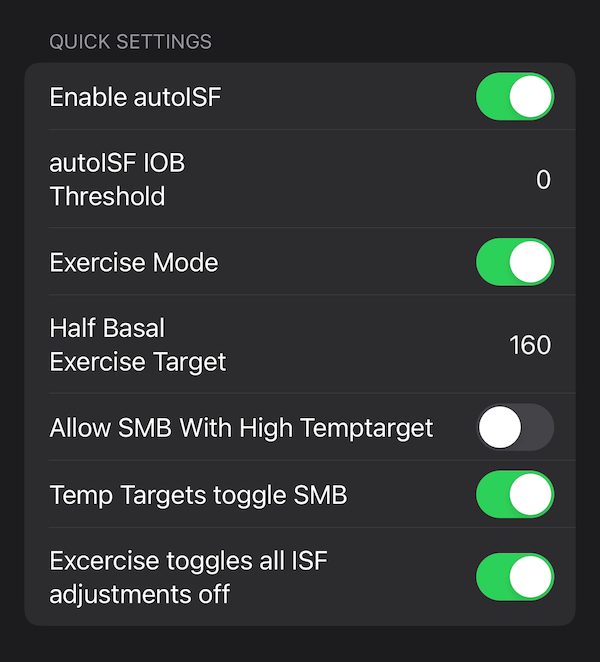 QUICK SETTINGS
Enable autoISF
autoISF IOB
Threshold
0
Exercise Mode
Half Basal
Exercise Target
160
Allow SMB With High Temptarget
Temp Targets toggle SMB
Excercise toggles all ISF
adjustments off